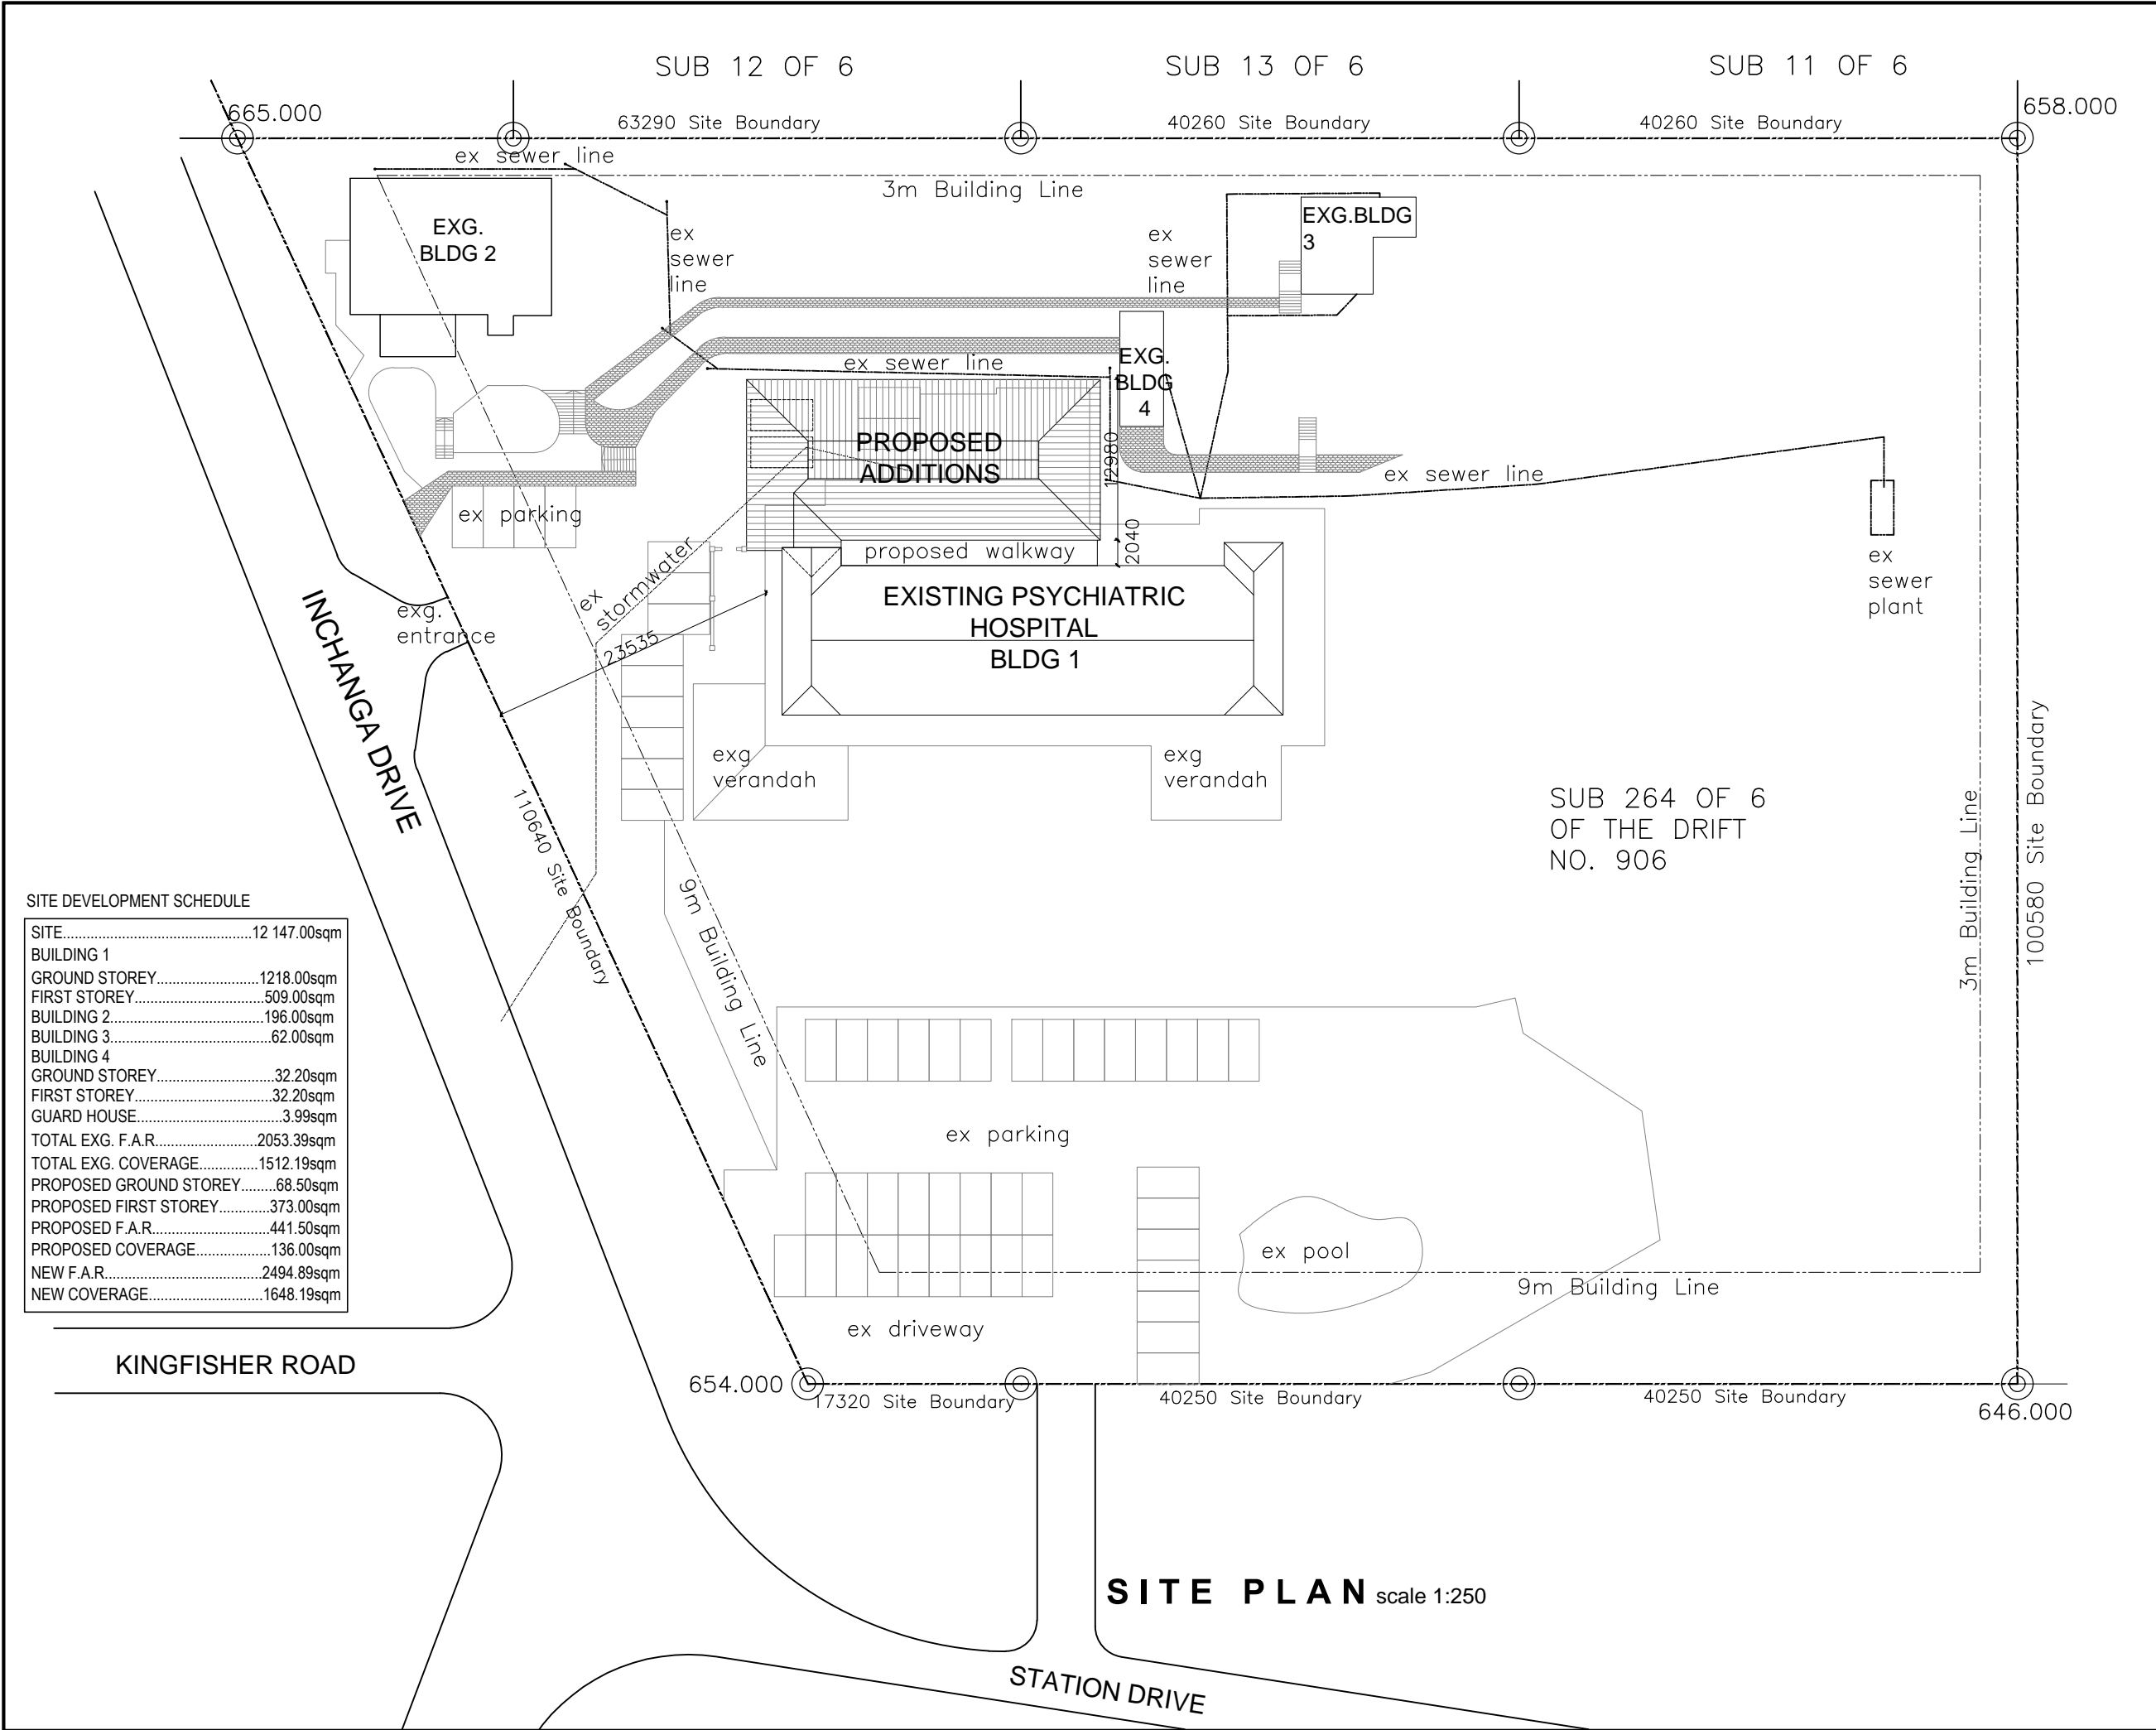 SUB 12 OF 6
SUB 13 OF 6
SUB 11 OF 6
665.000
63290 Site Boundary
40260 Site Boundary
40260 Site Boundary
658.000
ex sewer line
3m Building Line
EXG.
BLDG 2
ex
sewer
line
ex
sewer
line
EXG.BLDG
3
ex sewer line
EXG.
BLDG
4
PROPOSED
ADDITIONS
12980
ex sewer line
ex parking
2040
proposed walkway
ex
stormwater
ex
sewer
plant
EXISTING PSYCHIATRIC
HOSPITAL
BLDG 1
exg.
entrance
23535
INCHANGA DRIVE
exg
verandah
exg
verandah
110640 Site Boundary
9m Building Line
SUB 264 OF 6
OF THE DRIFT
NO. 906
3m Building Line
100580 Site Boundary
SITE DEVELOPMENT SCHEDULE
SITE............................................12 147.00sqm
BUILDING 1
GROUND STOREY........................1218.00sqm
FIRST STOREY..............................509.00sqm
BUILDING 2....................................196.00sqm
BUILDING 3......................................62.00sqm
BUILDING 4
GROUND STOREY............................32.20sqm
FIRST STOREY................................32.20sqm
GUARD HOUSE..................................3.99sqm
TOTAL EXG. F.A.R........................2053.39sqm
TOTAL EXG. COVERAGE..............1512.19sqm
PROPOSED GROUND STOREY........68.50sqm
PROPOSED FIRST STOREY............373.00sqm
PROPOSED F.A.R...........................441.50sqm
PROPOSED COVERAGE..................136.00sqm
NEW F.A.R.....................................2494.89sqm
NEW COVERAGE...........................1648.19sqm
ex parking
ex pool
9m Building Line
ex driveway
KINGFISHER ROAD
654.000
17320 Site Boundary
40250 Site Boundary
40250 Site Boundary
646.000
SITE PLAN scale 1:250
STATION DRIVE